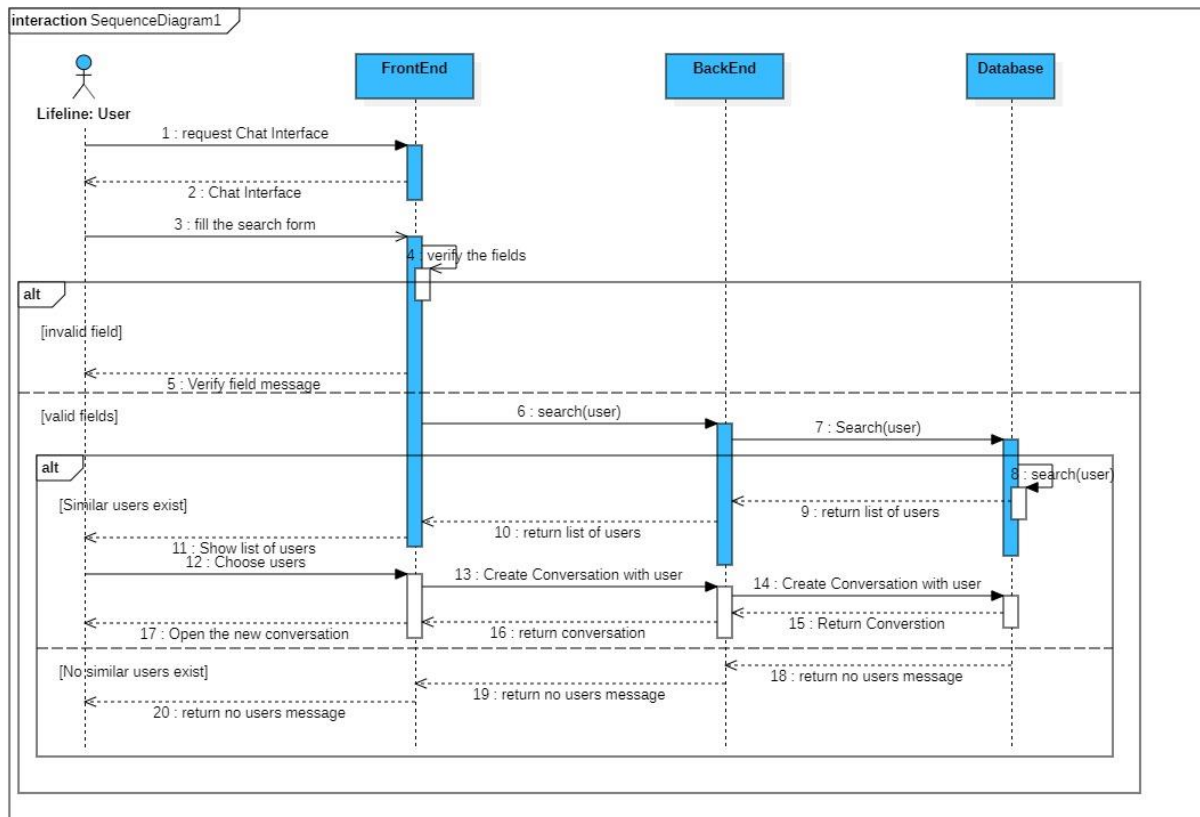 interaction SequenceDiagram1
FrontEnd
BackEnd
Database
Lifeline: User
1 : request Chat Interface
2 : Chat Interface
3 : fill the search form
4 : verify the fields
alt
[invalid field]
5 : Verify field message
[valid fields]
6 : search(user)
7 : Search(user)
alt
8 : search(user)
[Similar users exist]
9 : return list of users
10 : return list of users
11 : Show list of users
12 : Choose users
13 : Create Conversation with user
14 : Create Conversation with user
15 : Return Converstion
16 : return conversation
17 : Open the new conversation
[No similar users exist]
18 : return no users message
19 : return no users message
20 : return no users message